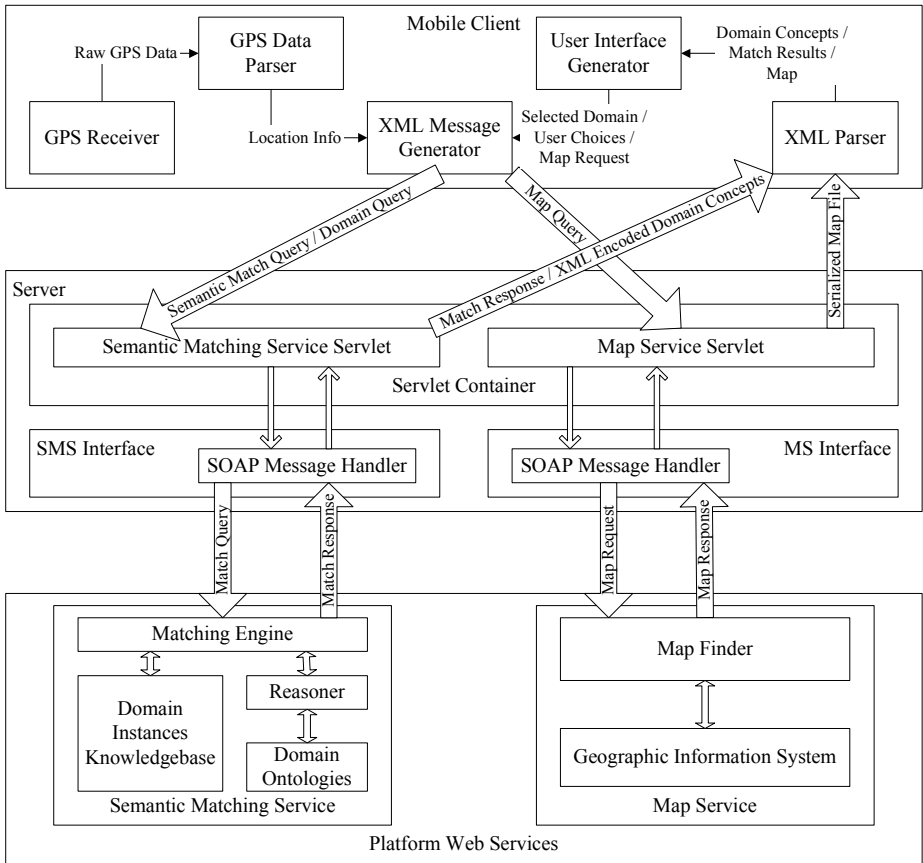 Mobile Client
Raw GPS Data
GPS Data
Parser
User Interface
Generator
Domain Concepts /
Match Results /
Map
GPS Receiver
Location Info
XML Message
Generator
Selected Domain /
User Choices /
Map Request
XML Parser
Semantic Match Query / Domain Query
Map Query
Match Response / XML Encoded Domain Concepts
Serialized Map File
Server
Semantic Matching Service Servlet
Map Service Servlet
Servlet Container
SMS Interface
SOAP Message Handler
MS Interface
SOAP Message Handler
Match Query
Match Response
Map Request
Map Response
Matching Engine
Domain
Instances
Knowledgebase
Reasoner
Domain
Ontologies
Semantic Matching Service
Map Finder
Geographic Information System
Map Service
Platform Web Services